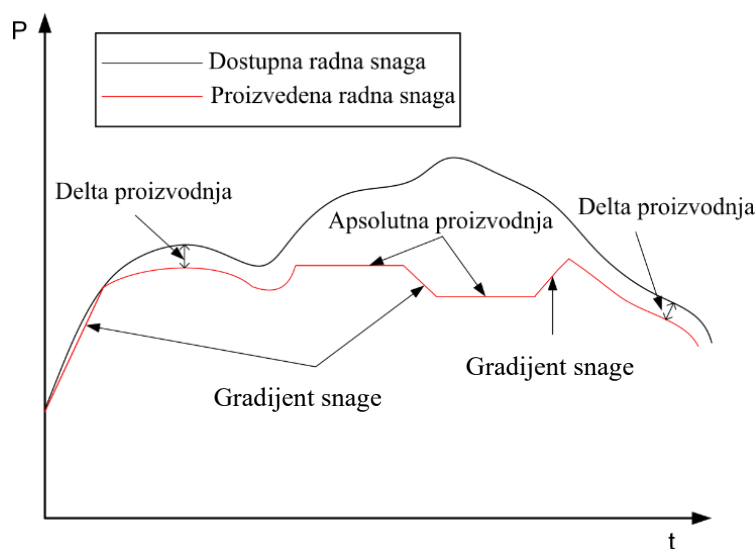 P
Dostupna radna snaga
Proizvedena radna snaga
Delta proizvodnja
Apsolutna proizvodnja
Delta proizvodnja
Gradijent snage
Gradijent snage
t